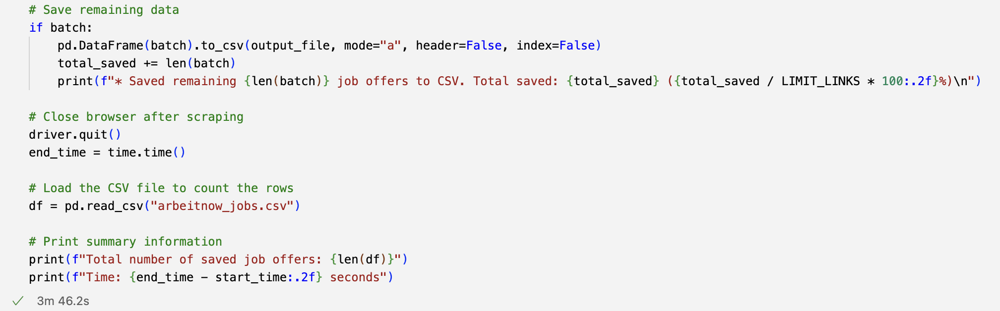 # Save remaining data
if batch:
    pd.DataFrame(batch).to_csv(output_file, mode="a", header=False, index=False)
    total_saved += len(batch)
    print(f"* Saved remaining {len(batch)} job offers to CSV. Total saved: {total_saved} ({total_saved / LIMIT_LINKS * 100:.2f}%)\n")
# Close browser after scraping
driver.quit()
end_time = time.time()
# Load the CSV file to count the rows
df = pd.read_csv("arbeitnow_jobs.csv")
# Print summary information
print(f"Total number of saved job offers: {len(df)}")
print(f"Time: {end_time - start_time:.2f} seconds")
3m 46.2s